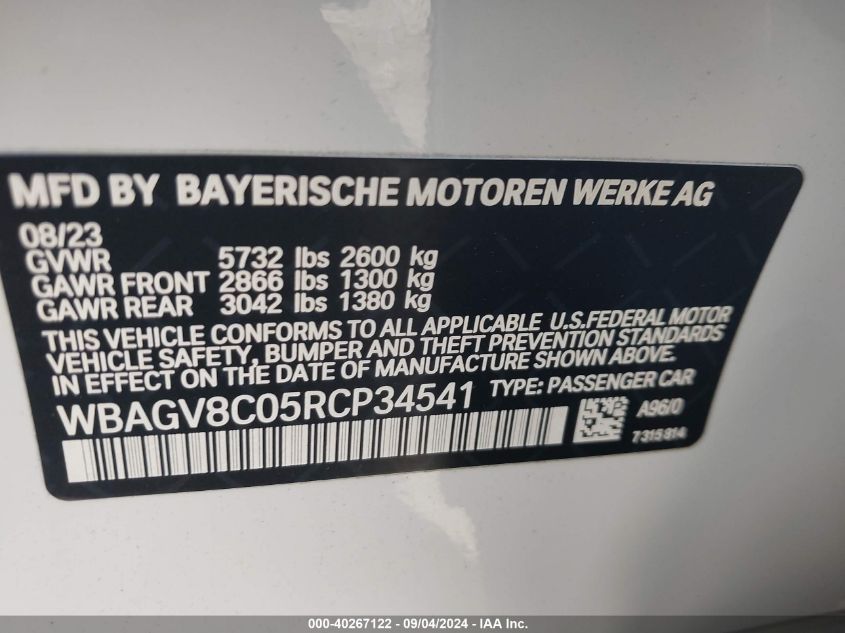 MFD BY BAYERISCHE MOTOREN WERKE AG
08/23
GVWR 5732 lbs 2600 kg
GAWR FRONT 2866 lbs 1300 kg
GAWR REAR 3042 lbs 1380 kg
THIS VEHICLE CONFORMS TO ALL APPLICABLE U.S.FEDERAL MOTOR
VEHICLE SAFETY, BUMPER AND THEFT PREVENTION STANDARDS
IN EFFECT ON THE DATE OF MANUFACTURE SHOWN ABOVE.
WBAGV8C05RCP34541 TYPE: PASSENGER CAR
A96/0
7315814
000-40267122 - 09/04/2024 - IAA, Inc.